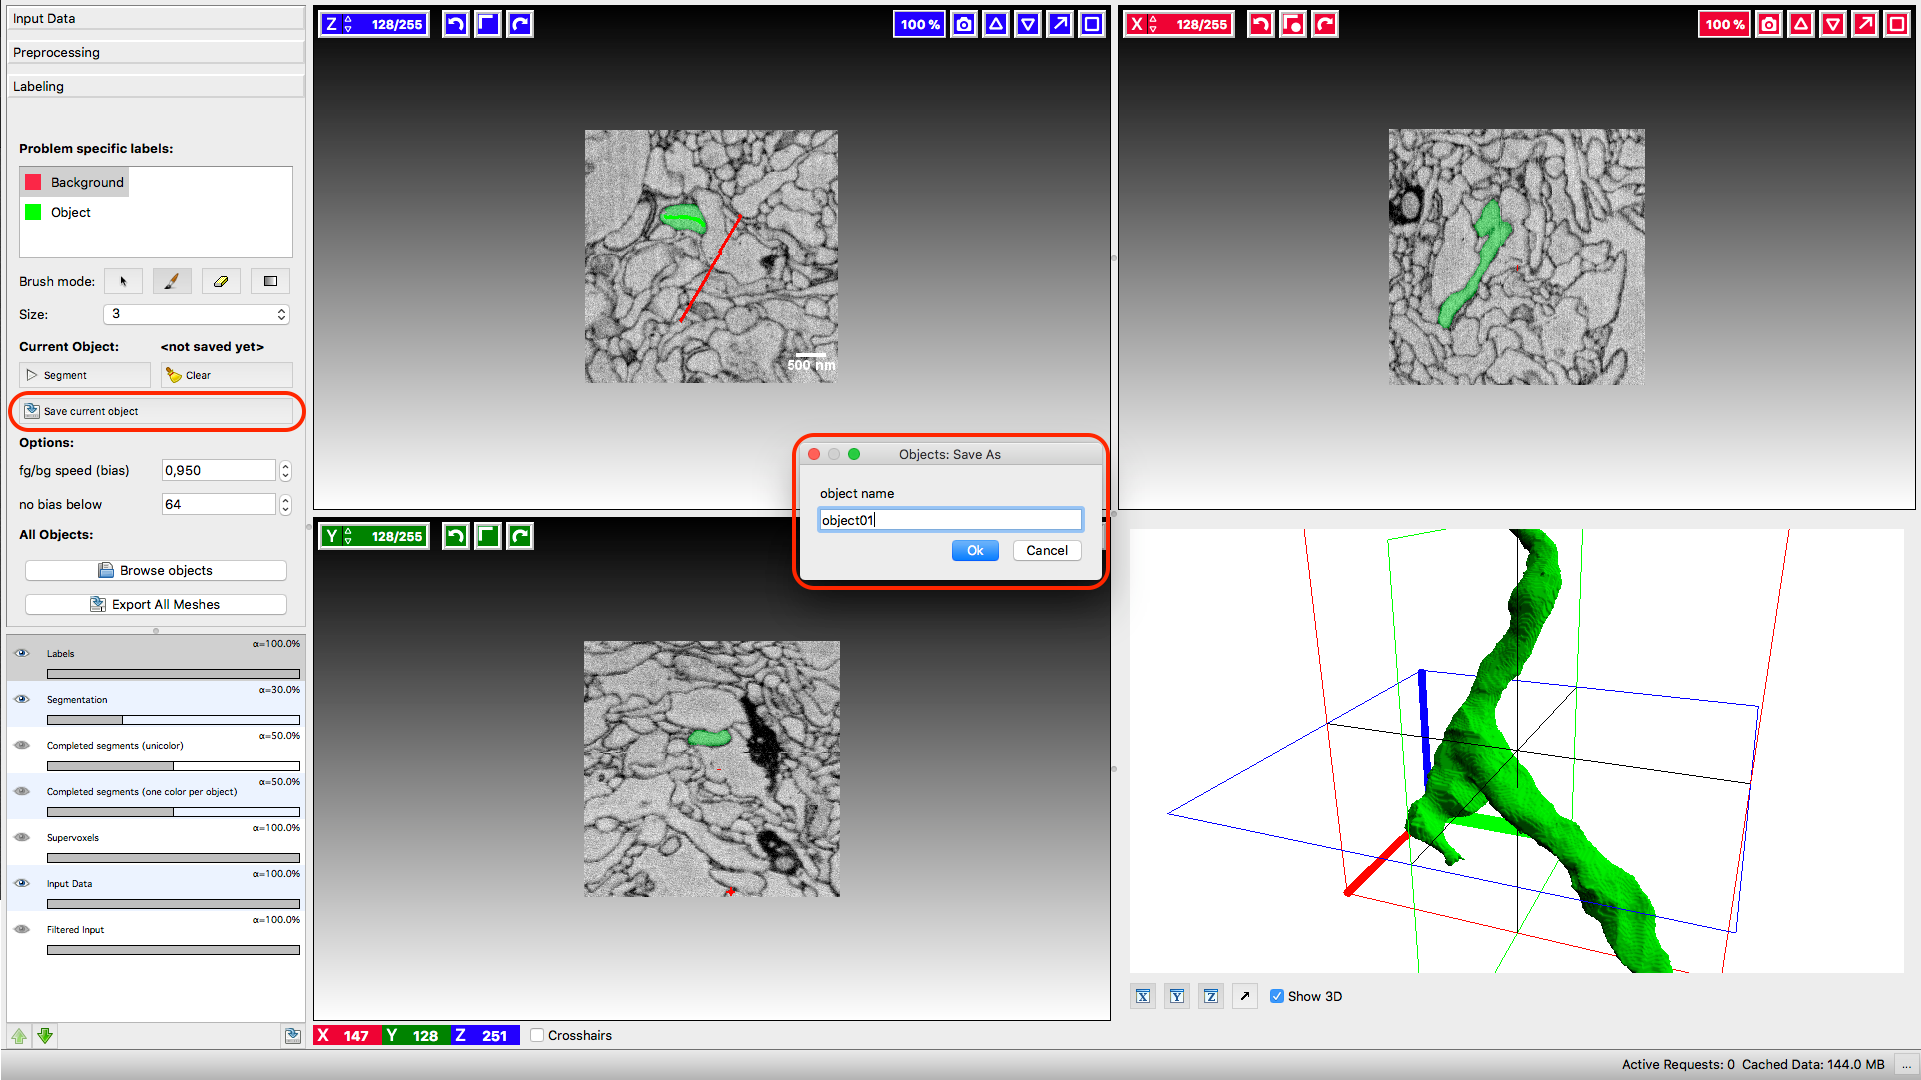 Input Data
Preprocessing
Labeling
Problem specific labels:
Background
Object
Brush mode:
Size: 3
Current Object: <not saved yet>
Segment Clear
Save current object
Options:
fg/bg speed (bias) 0,950
no bias below 64
All Objects:
Browse objects
Export All Meshes
α=100.0%
Labels
α=30.0%
Segmentation
α=50.0%
Completed segments (unicolor)
α=50.0%
Completed segments (one color per object)
α=100.0%
Supervoxels
α=100.0%
Input Data
α=100.0%
Filtered Input
Z 128/255 100 %
500 nm
X 128/255 100 %
Objects: Save As
object name
object01
Ok Cancel
Y 128/255
X Y Z Show 3D
X 147 Y 128 Z 251 Crosshairs
Active Requests: 0 Cached Data: 144.0 MB ...